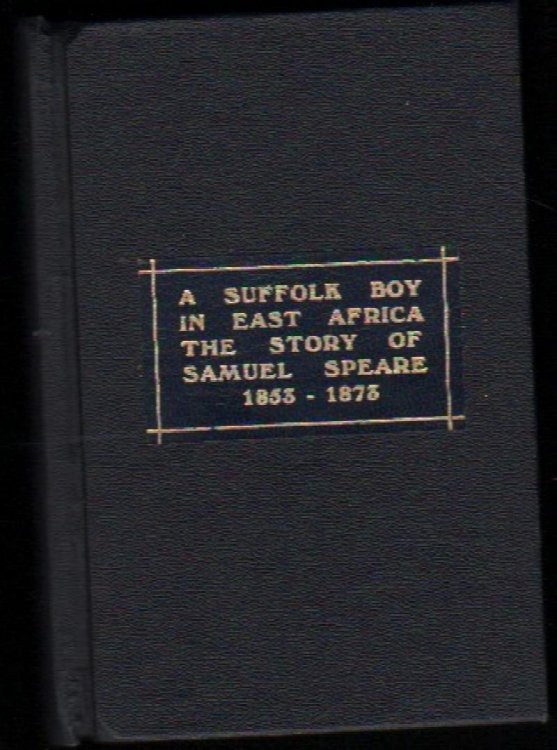 A SUFFOLK BOY
IN EAST AFRICA
THE STORY OF
SAMUEL SPEARE
1853 - 1873